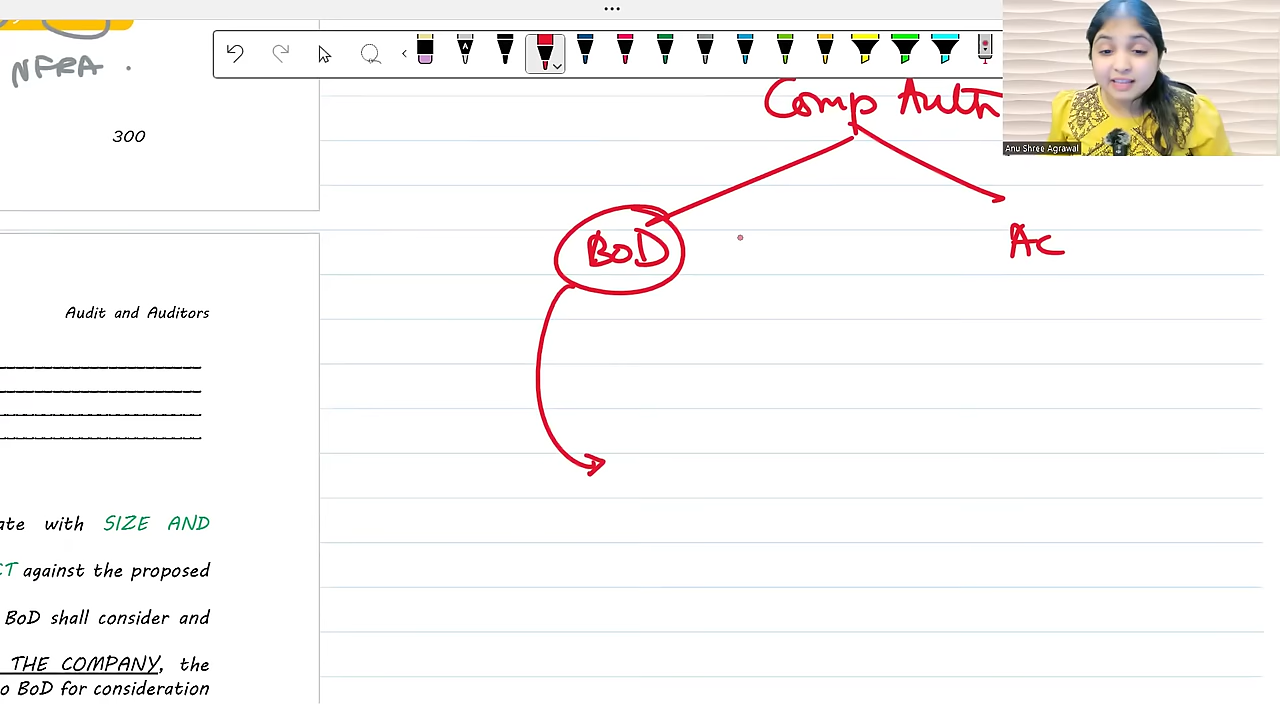 NFRA .
300
Comp Auth
Anu Shree Agrawal
BoD
AC
Audit and Auditors
ate with SIZE AND
CT against the proposed
BoD shall consider and
THE COMPANY, the
o BoD for consideration